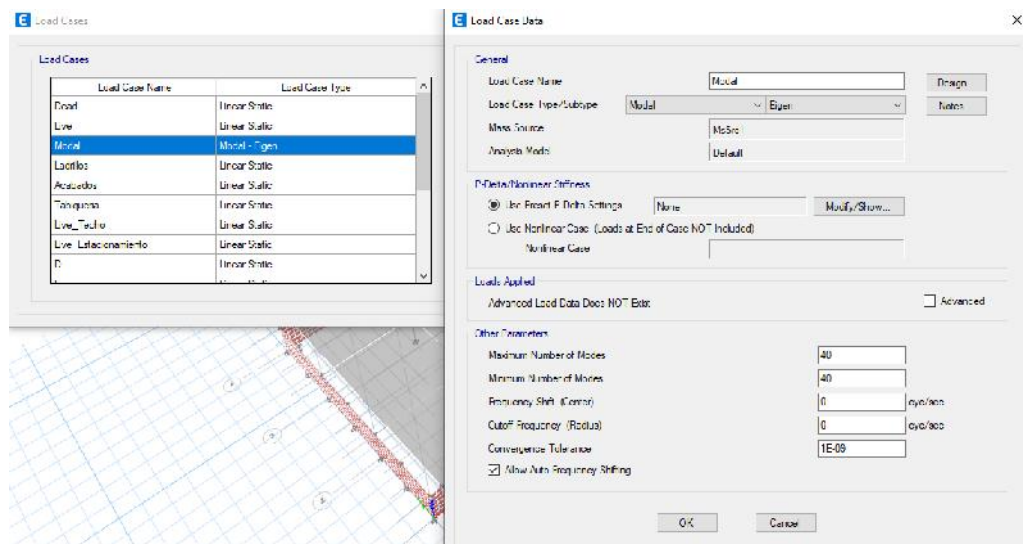 E Load Cases
Load Cases
Load Case Name Load Case Type
Dead Linear Static
Live Linear Static
Modal Modal - Eigen
Ladrillos Linear Static
Acabados Linear Static
Tabiqueria Linear Static
Live_Techo Linear Static
Live Estacionamiento Linear Static
D Linear Static
E Load Case Data
General
Load Case Name Modal Design...
Load Case Type/Subtype Modal Eigen Notes...
Mass Source MsSrc1
Analysis Model Default
P-Delta/Nonlinear Stiffness
Use Preset P-Delta Settings None Modify/Show...
Use Nonlinear Case (Loads at End of Case NOT Included)
Nonlinear Case
Loads Applied
Advanced Load Data Does NOT Exist Advanced
Other Parameters
Maximum Number of Modes 40
Minimum Number of Modes 40
Frequency Shift (Center) 0 cyc/sec
Cutoff Frequency (Radius) 0 cyc/sec
Convergence Tolerance 1E-09
Allow Auto Frequency Shifting
OK Cancel